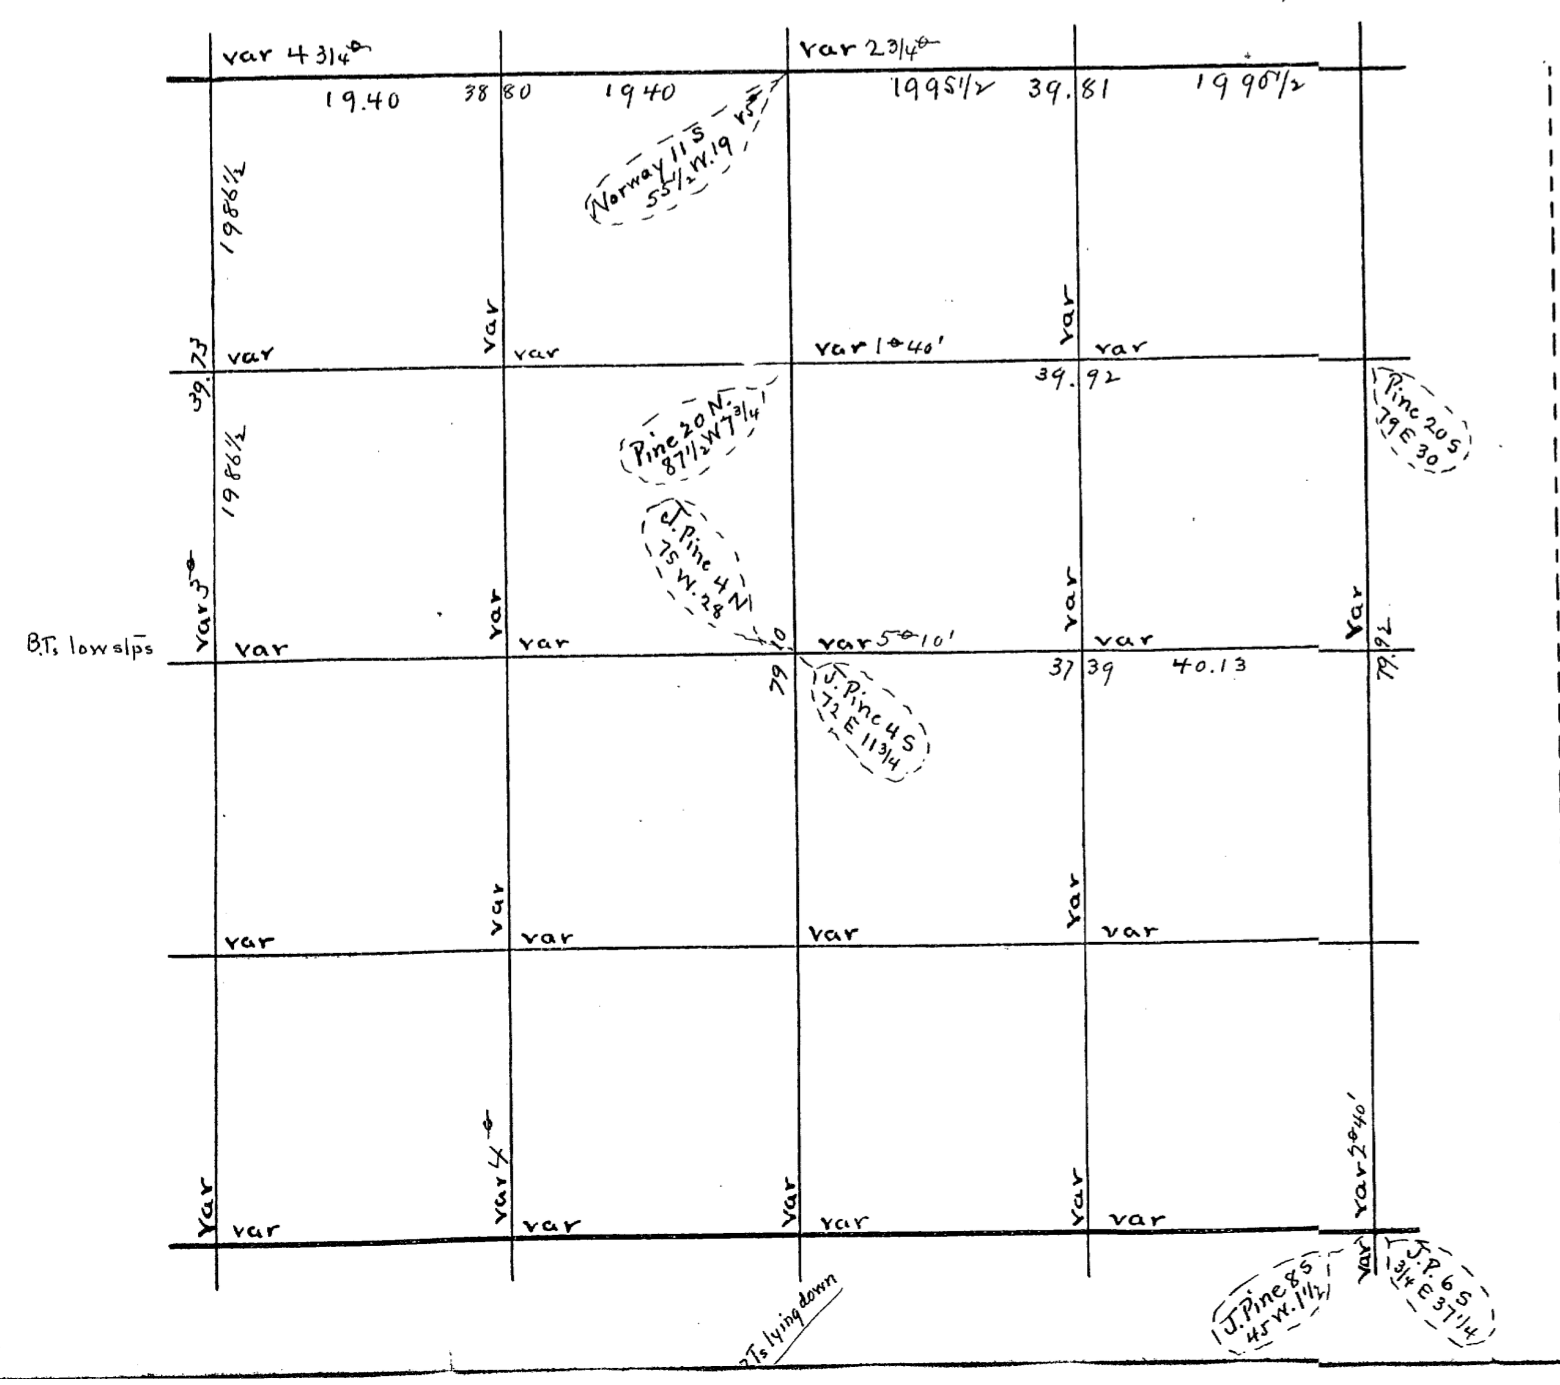 var 4 3/4°
var 2 3/4°
19.40
38 80
1940
1995 1/2
39.81
1990 1/2
Norway 11 S
55 1/2 W. 19
1986 1/2
var
var
39.73
var
var
var 1° 40'
var
39.92
Pine 20 N.
87 1/2 W 7 3/4
Pine 20 S
79 E 30
1986 1/2
J. Pine 4 N
75 W. 28
var 3°
var
var
var
B.T.s low slps
var
var
79 10
var 5° 10'
var
79.92
37 39
40.13
J. Pine 4 S
72 E 11 3/4
var
var
var
var
var
var
var
var 4°
var
var
var 2° 40'
var
var
var
var
var
J. Pine 8 S
45 W. 1 1/2
J.P. 6 S
3/4 E 37 1/4
Ts lying down